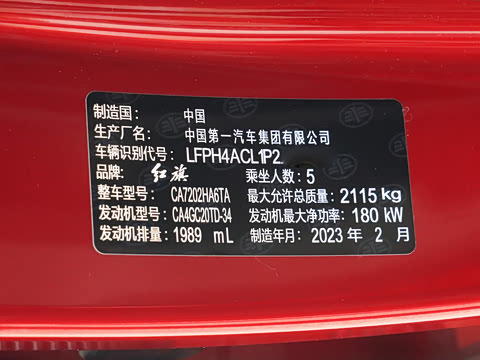 制造国： 中国
生产厂名： 中国第一汽车集团有限公司
车辆识别代号： LFPH4ACL1P2
品牌： 红旗 乘坐人数：5
整车型号： CA7202HA6TA 最大允许总质量：2115kg
发动机型号：CA4GC20TD-34 发动机最大净功率：180 kW
发动机排量：1989 mL 制造年月：2023 年 2 月